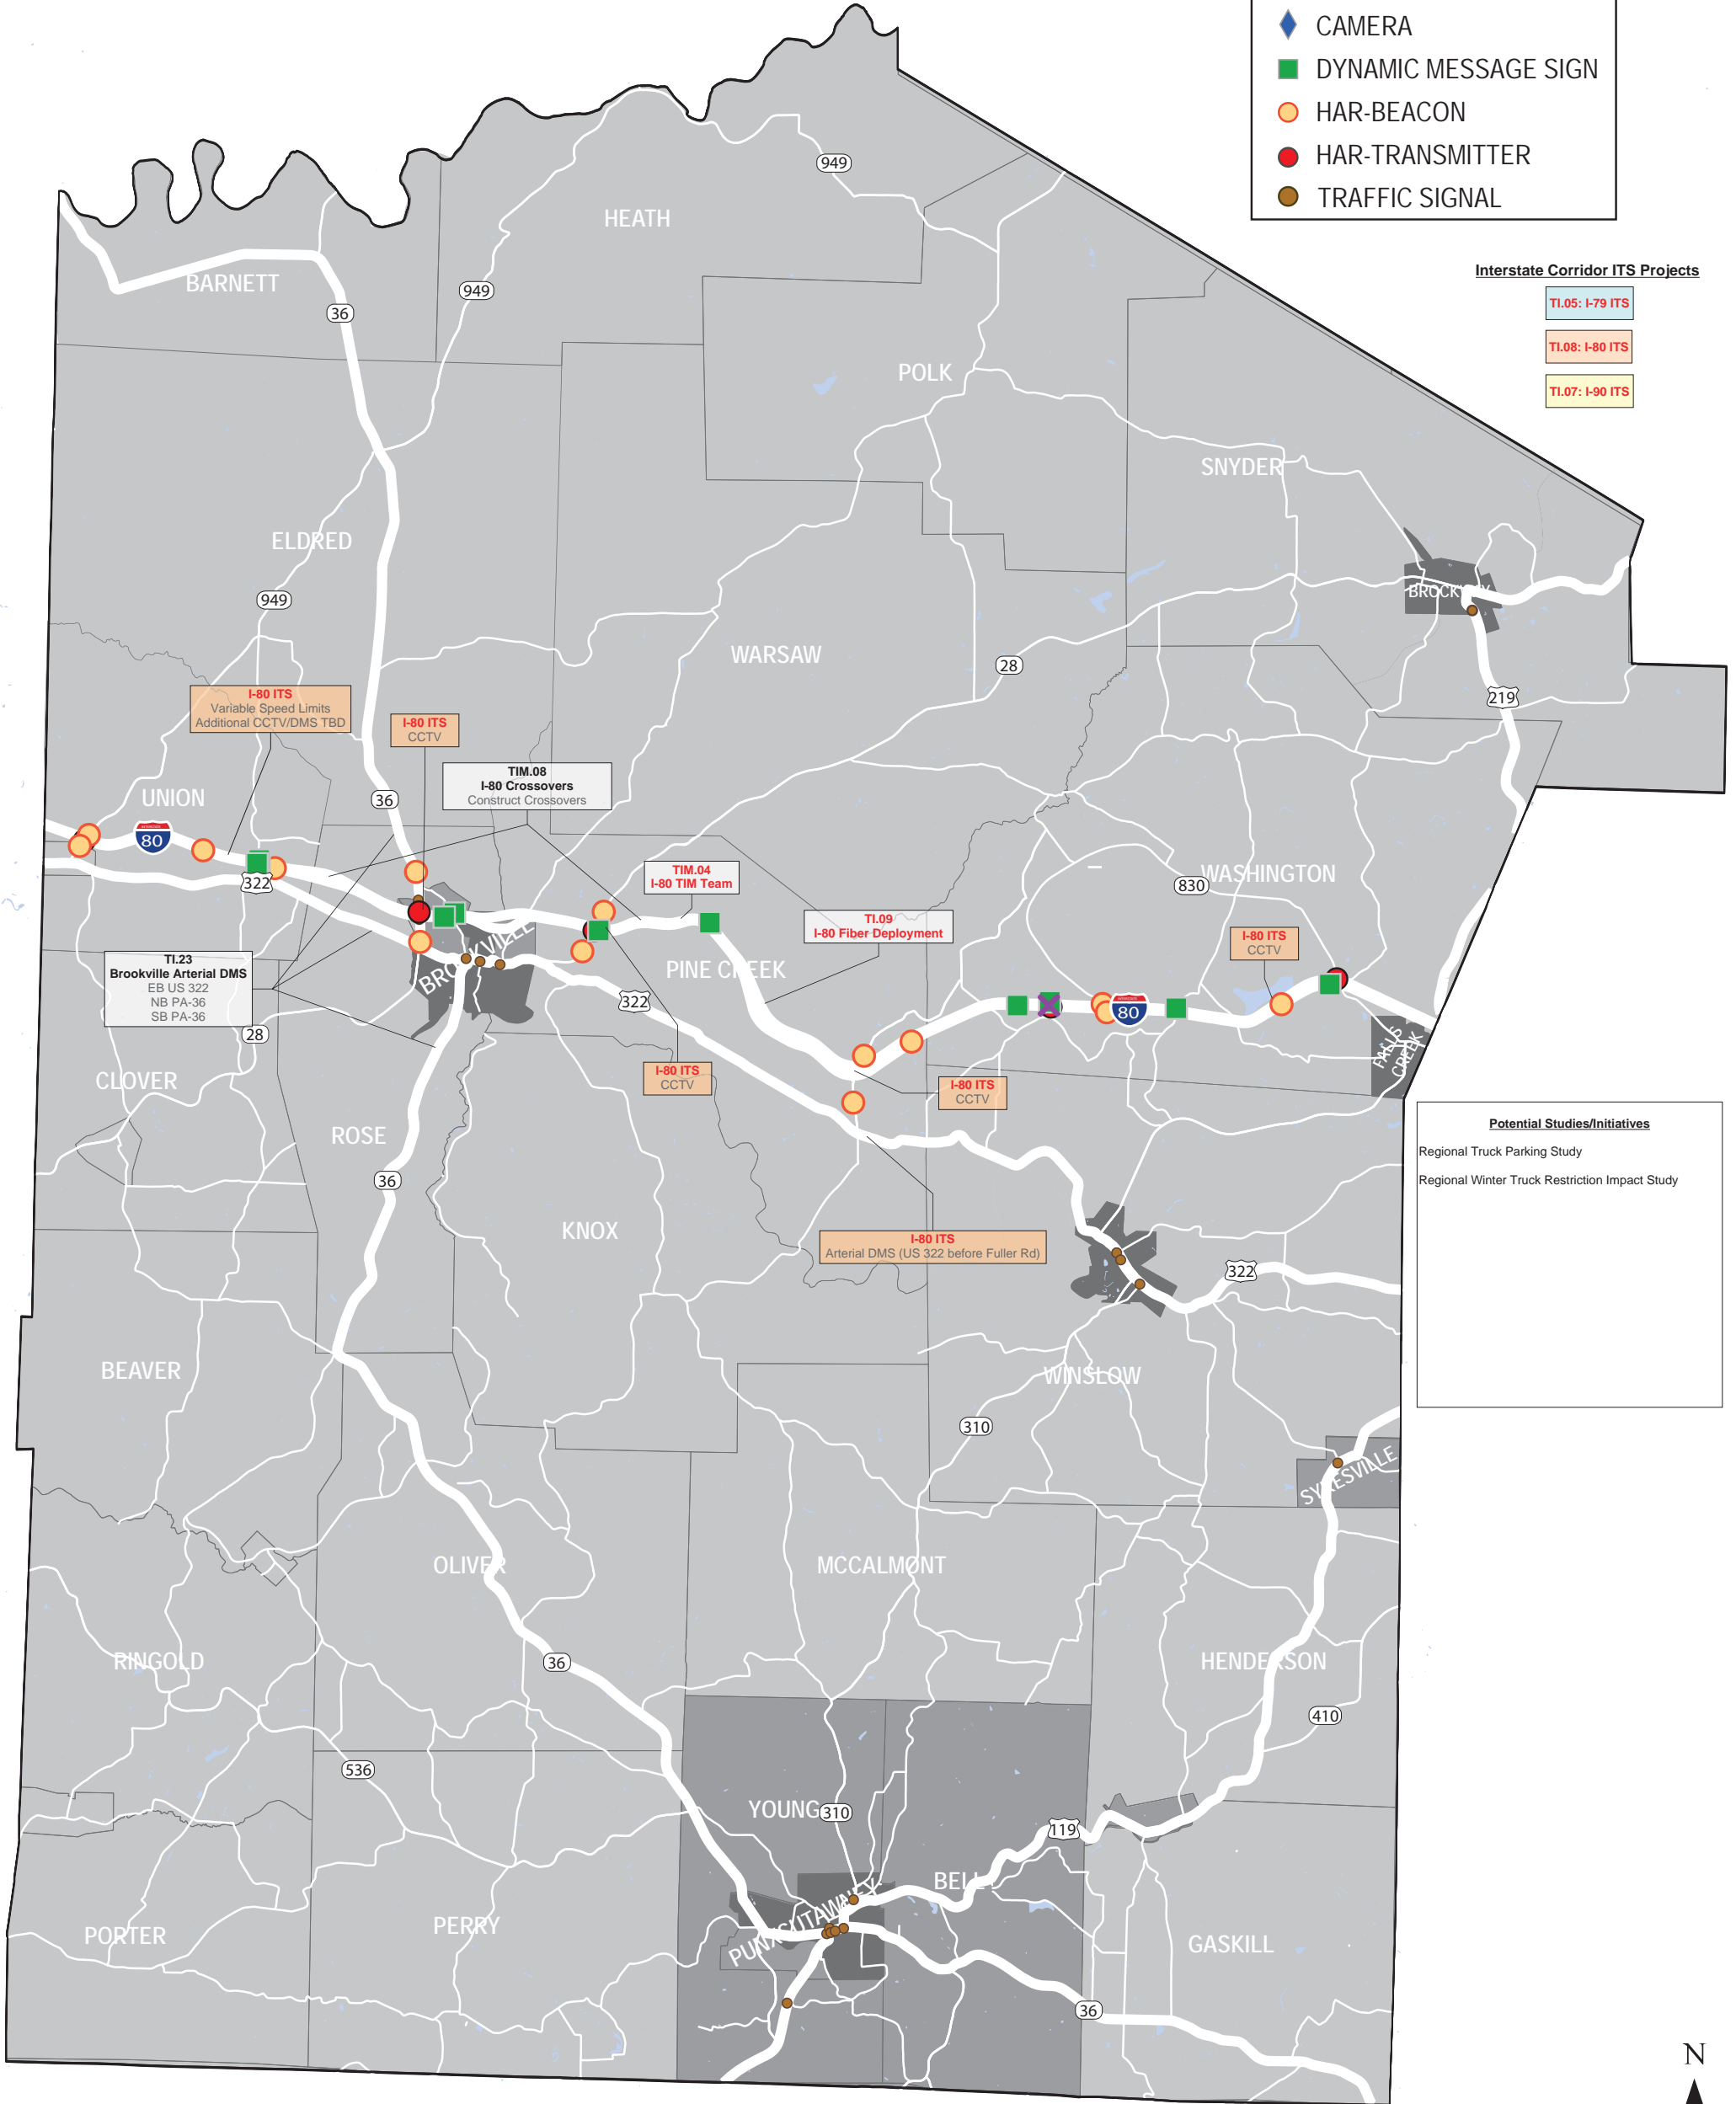 CAMERA
DYNAMIC MESSAGE SIGN
HAR-BEACON
HAR-TRANSMITTER
TRAFFIC SIGNAL
Interstate Corridor ITS Projects
TI.05: I-79 ITS
TI.08: I-80 ITS
TI.07: I-90 ITS
949
HEATH
BARNETT
949
36
POLK
SNYDER
ELDRED
949
WARSAW
28
219
I-80 ITS
Variable Speed Limits
Additional CCTV/DMS TBD
I-80 ITS
CCTV
TIM.08
I-80 Crossovers
Construct Crossovers
UNION
36
80
322
TIM.04
I-80 TIM Team
WASHINGTON
830
TI.09
I-80 Fiber Deployment
I-80 ITS
CCTV
BROOKVILLE
PINE CREEK
TI.23
Brookville Arterial DMS
EB US 322
NB PA-36
SB PA-36
322
80
28
FALLS
CREEK
CLOVER
I-80 ITS
CCTV
I-80 ITS
CCTV
ROSE
36
KNOX
I-80 ITS
Arterial DMS (US 322 before Fuller Rd)
322
Potential Studies/Initiatives
Regional Truck Parking Study
Regional Winter Truck Restriction Impact Study
BEAVER
WINSLOW
310
SYKESVILLE
OLIVER
MCCALMONT
RINGOLD
36
HENDERSON
410
536
YOUNG
310
119
BELL
PUNXSUTAWNEY
PORTER
PERRY
GASKILL
36
N